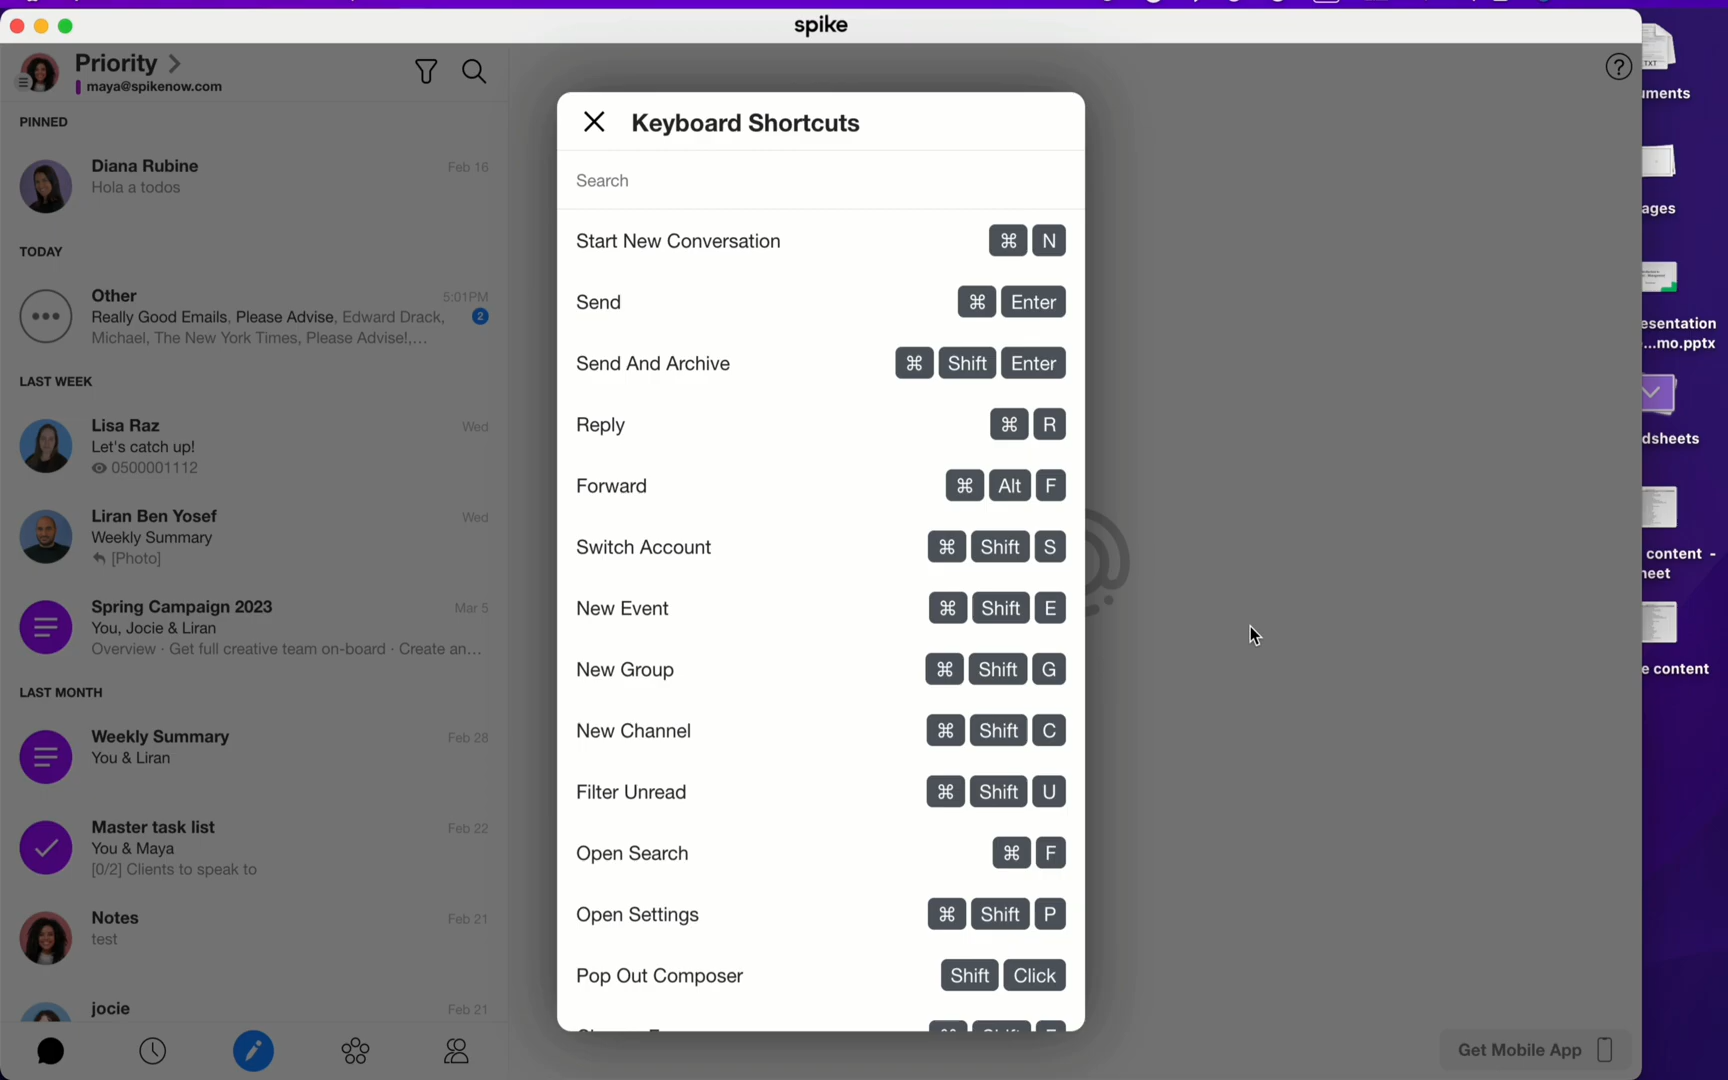 spike
Priority
maya@spikenow.com
PINNED
Diana Rubine
Feb 16
Hola a todos
TODAY
Other
5:01PM
Really Good Emails, Please Advise, Edward Drack,
2
Michael, The New York Times, Please Advise!,...
LAST WEEK
Lisa Raz
Wed
Let's catch up!
0500001112
Liran Ben Yosef
Wed
Weekly Summary
[Photo]
Spring Campaign 2023
Mar 5
You, Jocie & Liran
Overview · Get full creative team on-board · Create an...
LAST MONTH
Weekly Summary
Feb 28
You & Liran
Master task list
Feb 22
You & Maya
[0/2] Clients to speak to
Notes
Feb 21
test
jocie
Feb 21
Keyboard Shortcuts
Search
Start New Conversation ⌘ N
Send ⌘ Enter
Send And Archive ⌘ Shift Enter
Reply ⌘ R
Forward ⌘ Alt F
Switch Account ⌘ Shift S
New Event ⌘ Shift E
New Group ⌘ Shift G
New Channel ⌘ Shift C
Filter Unread ⌘ Shift U
Open Search ⌘ F
Open Settings ⌘ Shift P
Pop Out Composer Shift Click
?
Get Mobile App
TXT
uments
ages
esentation
...mo.pptx
dsheets
content -
heet
e content